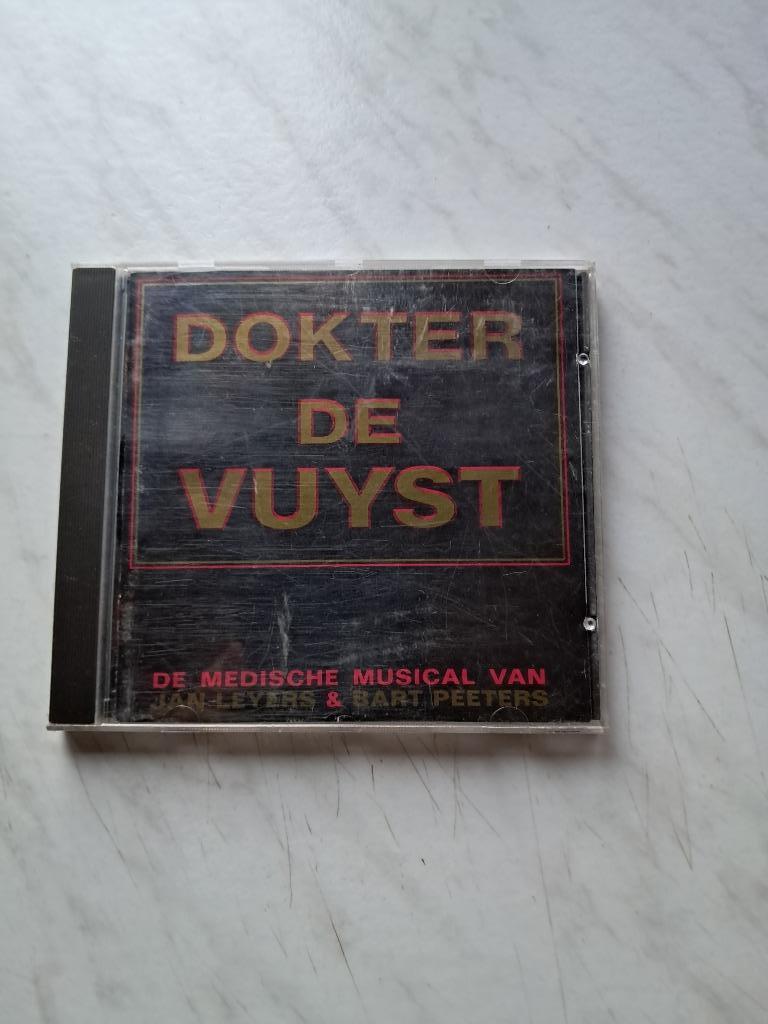 DOKTER
DE
VUYST
DE MEDISCHE MUSICAL VAN
JAN LEYERS & BART PEETERS